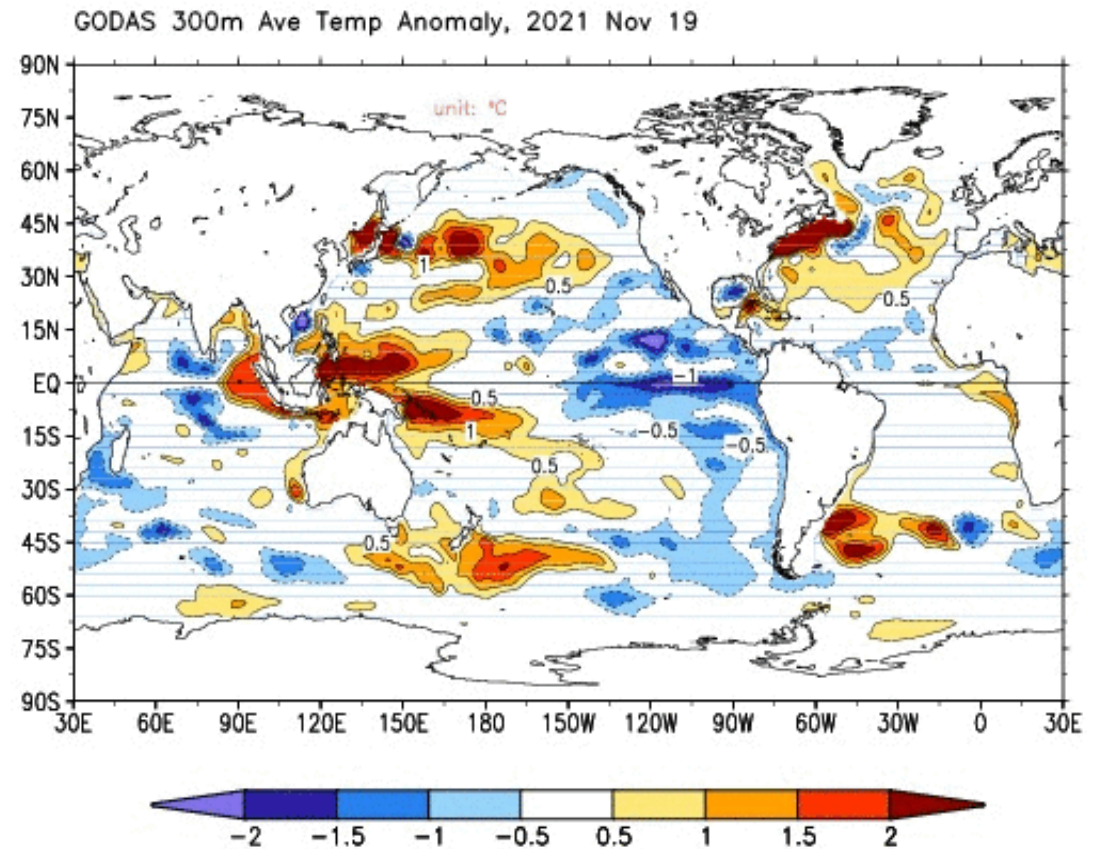 GODAS 300m Ave Temp Anomaly, 2021 Nov 19
90N
unit: °C
75N
60N
45N
1
30N
0.5
0.5
15N
EQ
-1
-0.5
15S
1
-0.5
-0.5
0.5
30S
45S
-0.5
60S
75S
90S
30E 60E 90E 120E 150E 180 150W 120W 90W 60W 30W 0 30E
-2 -1.5 -1 -0.5 0.5 1 1.5 2